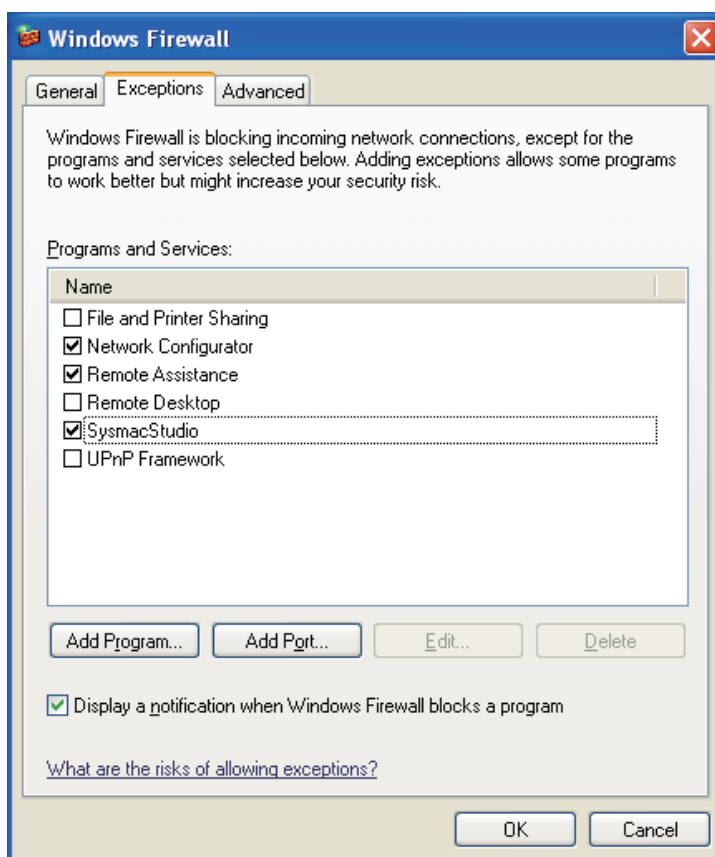 Windows Firewall
General Exceptions Advanced
Windows Firewall is blocking incoming network connections, except for the
programs and services selected below. Adding exceptions allows some programs
to work better but might increase your security risk.
Programs and Services:
Name
File and Printer Sharing
Network Configurator
Remote Assistance
Remote Desktop
SysmacStudio
UPnP Framework
Add Program... Add Port... Edit... Delete
Display a notification when Windows Firewall blocks a program
What are the risks of allowing exceptions?
OK Cancel